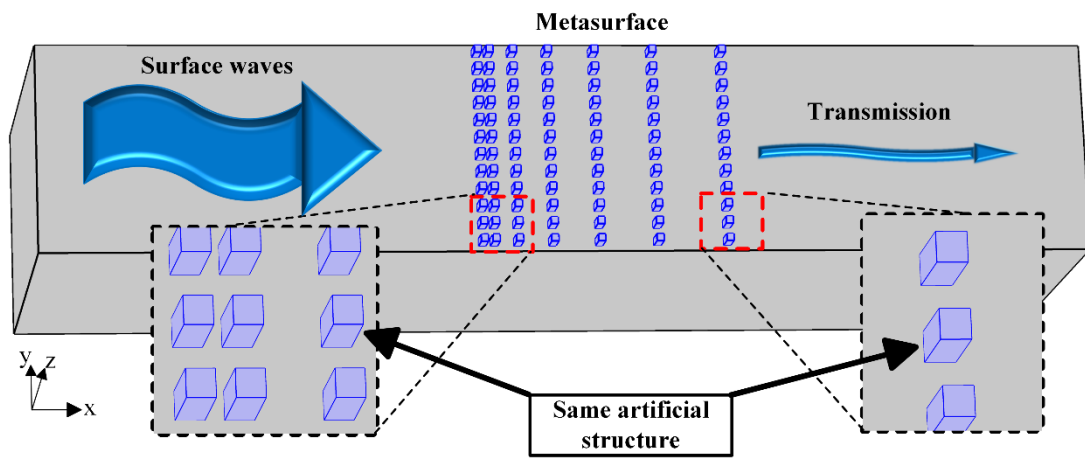 Metasurface
Surface waves
Transmission
y
z
x
Same artificial
structure